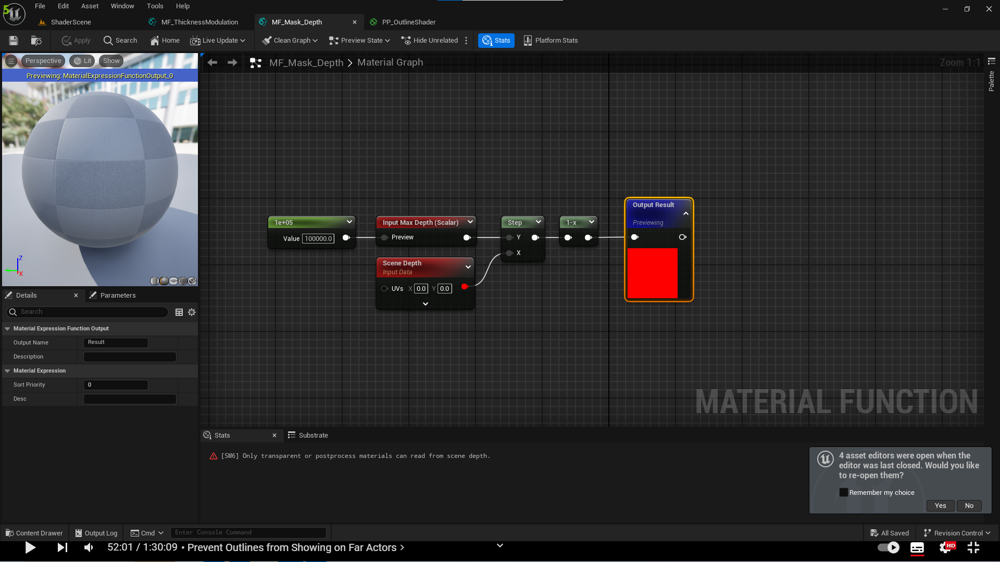 File Edit Asset Window Tools Help
ShaderScene MF_ThicknessModulation MF_Mask_Depth PP_OutlineShader
Apply Search Home Live Update Clean Graph Preview State Hide Unrelated Stats Platform Stats
Perspective Lit Show
MF_Mask_Depth > Material Graph
Zoom 1:1
Palette
Previewing: MaterialExpressionFunctionOutput_0
Z
Y
X
1e+05
Value 100000.0
Input Max Depth (Scalar)
Preview
Scene Depth
Input Data
UVs X 0.0 Y 0.0
Step
Y
X
1-x
Output Result
Previewing
MATERIAL FUNCTION
Details Parameters
Search
Material Expression Function Output
Output Name Result
Description
Material Expression
Sort Priority 0
Desc
Stats Substrate
[SM6] Only transparent or postprocess materials can read from scene depth.
4 asset editors were open when the
editor was last closed. Would you like
to re-open them?
Remember my choice
Yes No
Content Drawer Output Log Cmd Enter Console Command All Saved Revision Control
52:01 / 1:30:09 • Prevent Outlines from Showing on Far Actors >
HD